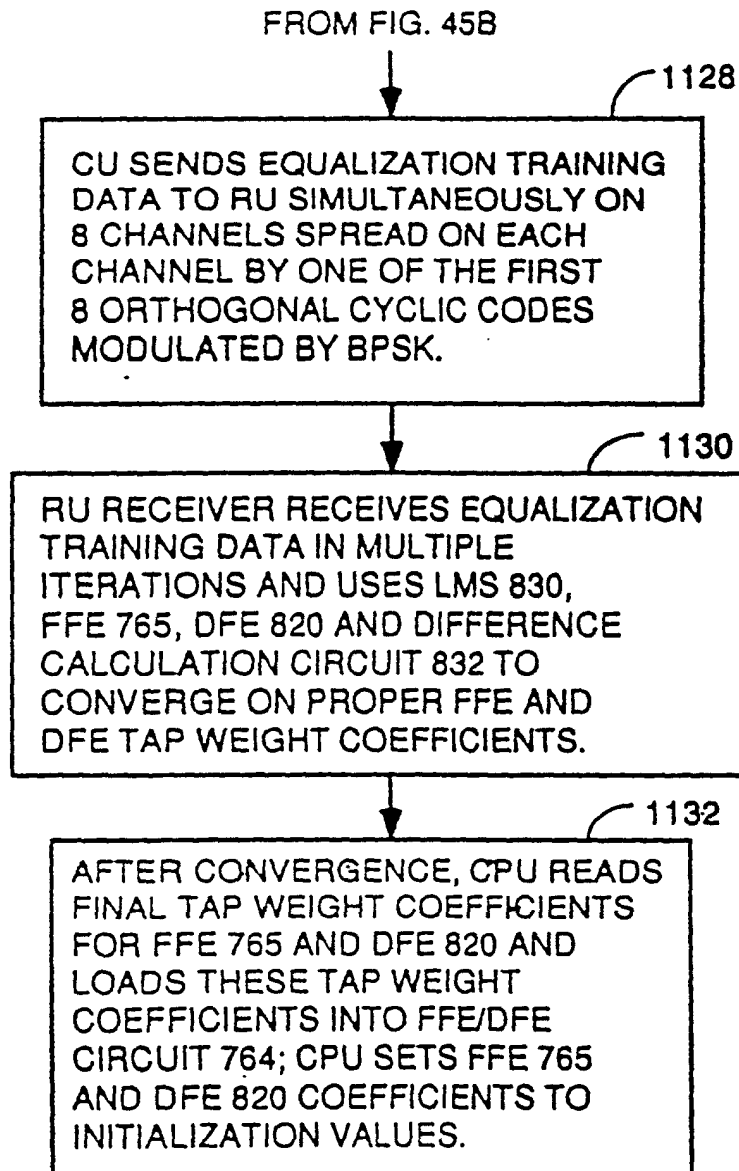 FROM FIG. 45B
1128
CU SENDS EQUALIZATION TRAINING
DATA TO RU SIMULTANEOUSLY ON
8 CHANNELS SPREAD ON EACH
CHANNEL BY ONE OF THE FIRST
8 ORTHOGONAL CYCLIC CODES
MODULATED BY BPSK.
1130
RU RECEIVER RECEIVES EQUALIZATION
TRAINING DATA IN MULTIPLE
ITERATIONS AND USES LMS 830,
FFE 765, DFE 820 AND DIFFERENCE
CALCULATION CIRCUIT 832 TO
CONVERGE ON PROPER FFE AND
DFE TAP WEIGHT COEFFICIENTS.
1132
AFTER CONVERGENCE, CPU READS
FINAL TAP WEIGHT COEFFICIENTS
FOR FFE 765 AND DFE 820 AND
LOADS THESE TAP WEIGHT
COEFFICIENTS INTO FFE/DFE
CIRCUIT 764; CPU SETS FFE 765
AND DFE 820 COEFFICIENTS TO
INITIALIZATION VALUES.